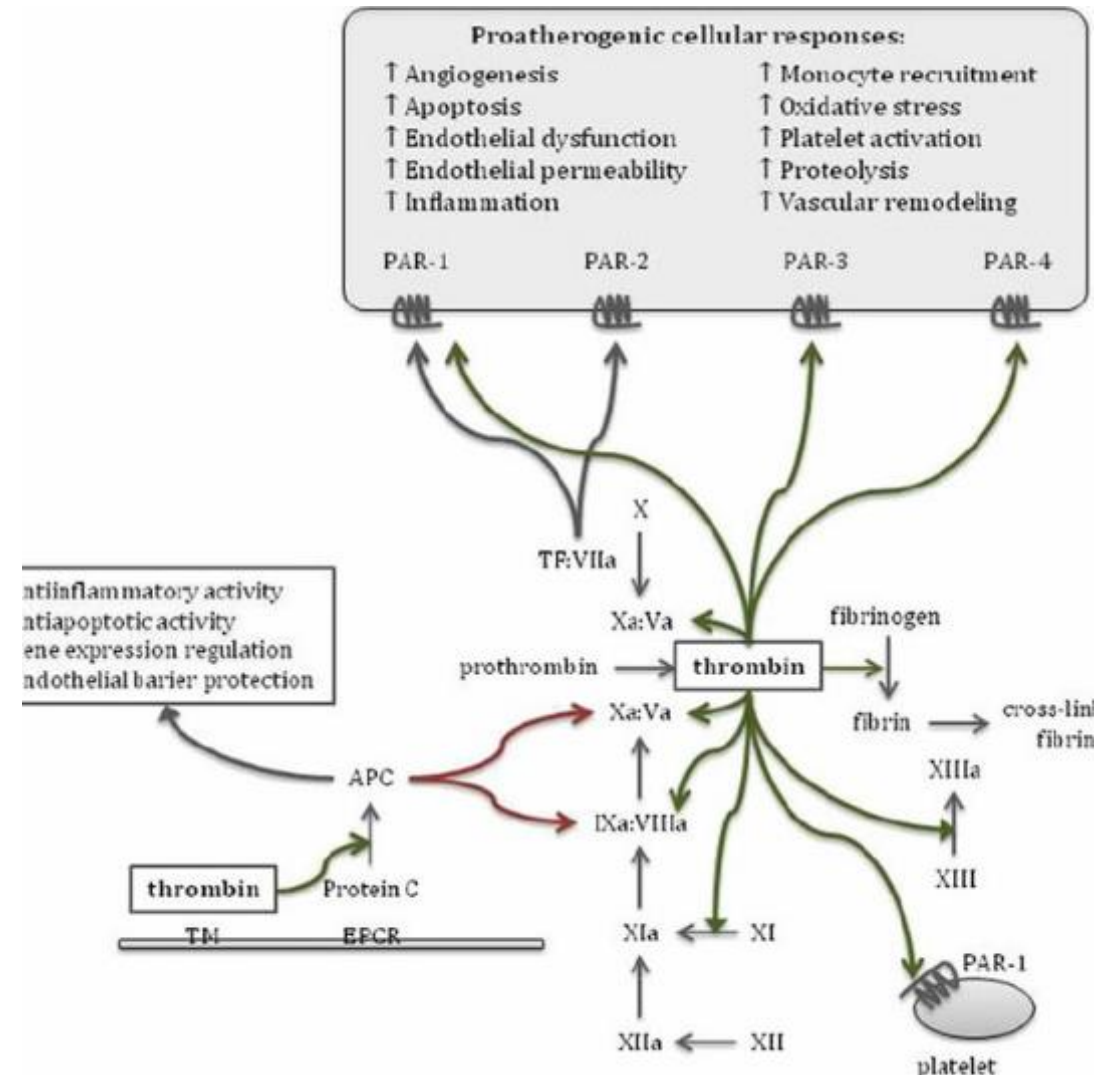 Proatherogenic cellular responses:
↑ Angiogenesis
↑ Apoptosis
↑ Endothelial dysfunction
↑ Endothelial permeability
↑ Inflammation
↑ Monocyte recruitment
↑ Oxidative stress
↑ Platelet activation
↑ Proteolysis
↑ Vascular remodeling
PAR-1 PAR-2 PAR-3 PAR-4
X
TF:VIIa
ntiinflammatory activity
ntiapoptotic activity
ene expression regulation
ndothelial barier protection
Xa:Va
fibrinogen
prothrombin
thrombin
Xa:Va
fibrin
cross-lin
fibrin
XIIIa
APC
IXa:VIIIa
XIII
thrombin
Protein C
TM
EPCR
XIa
XI
PAR-1
XIIa
XII
platelet